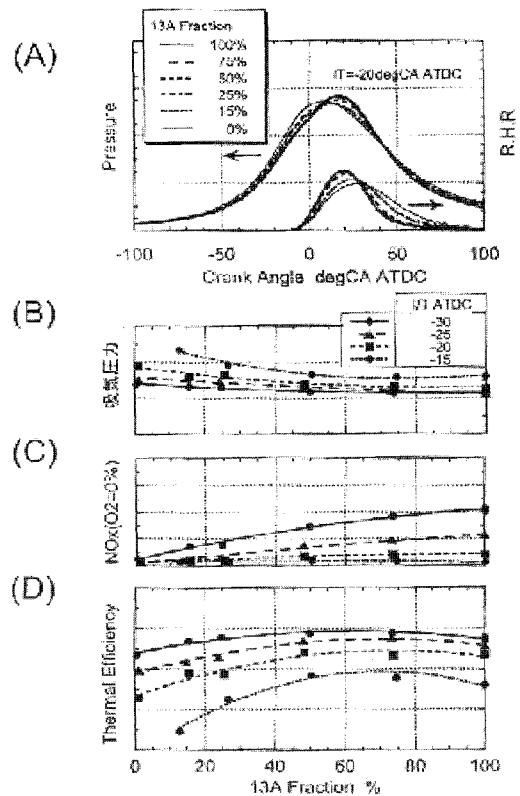 (A)
13A Fraction
100%
75%
50%
25%
15%
0%
IT=-20degCA ATDC
Pressure
R.H.R
-100 -50 0 50 100
Crank Angle degCA ATDC
(B)
I/T ATDC
-30
-25
-20
-15
吸気圧力
(C)
NOx(O2=0%)
(D)
Thermal Efficiency
0 20 40 60 80 100
13A Fraction %